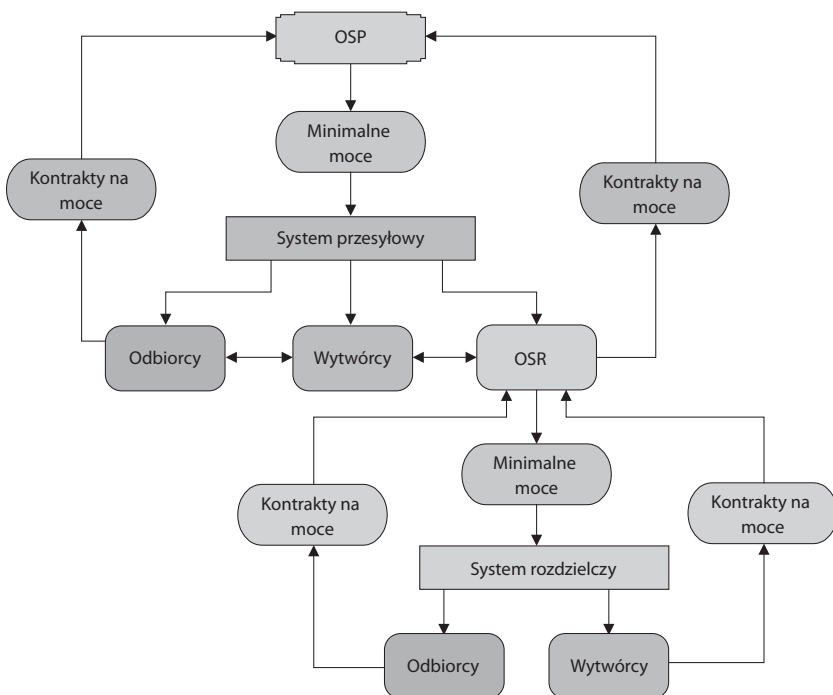 OSP
Minimalne
moce
Kontrakty na
moce
Kontrakty na
moce
System przesyłowy
Odbiorcy
Wytwórcy
OSR
Minimalne
moce
Kontrakty na
moce
Kontrakty na
moce
System rozdzielczy
Odbiorcy
Wytwórcy